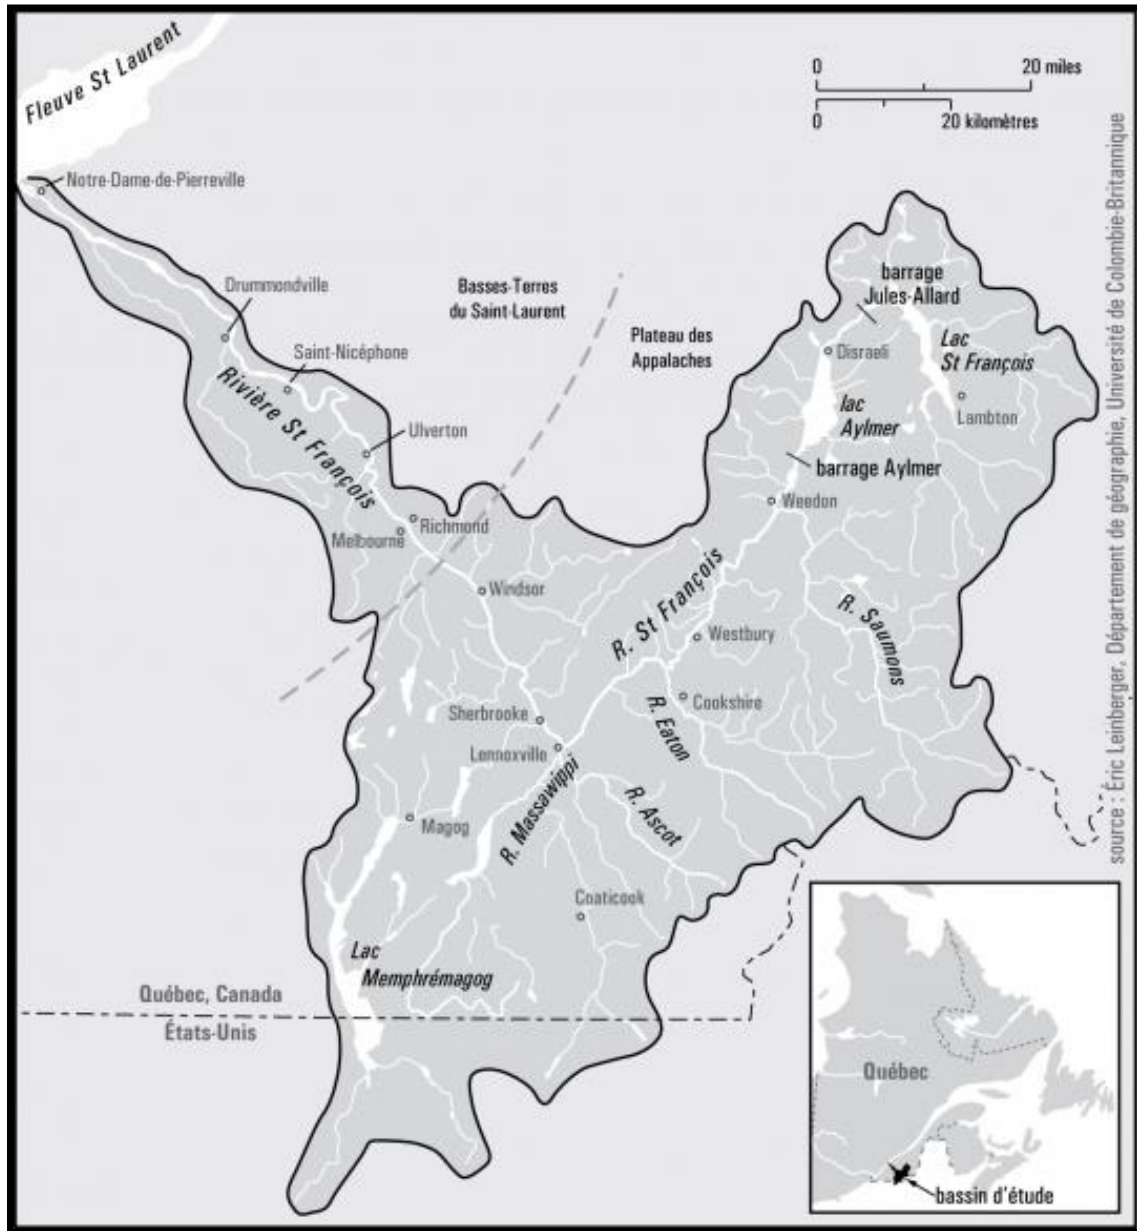 Fleuve St Laurent
0 20 miles
0 20 kilomètres
Notre-Dame-de-Pierreville
Drummondville
Basses-Terres
du Saint-Laurent
Plateau des
Appalaches
barrage
Jules-Allard
Saint-Nicéphone
Disraeli
Lac
St François
Rivière St François
lac
Aylmer
Lambton
Ulverton
barrage Aylmer
Weedon
Richmond
Melbourne
Windsor
R. St François
R. Saumons
Westbury
Cookshire
Sherbrooke
R. Eaton
Lennoxville
R. Massawippi
R. Ascot
Magog
Coaticook
Lac
Memphrémagog
Québec, Canada
États-Unis
Québec
bassin d'étude
source : Éric Leinberger, Département de géographie, Université de Colombie-Britannique